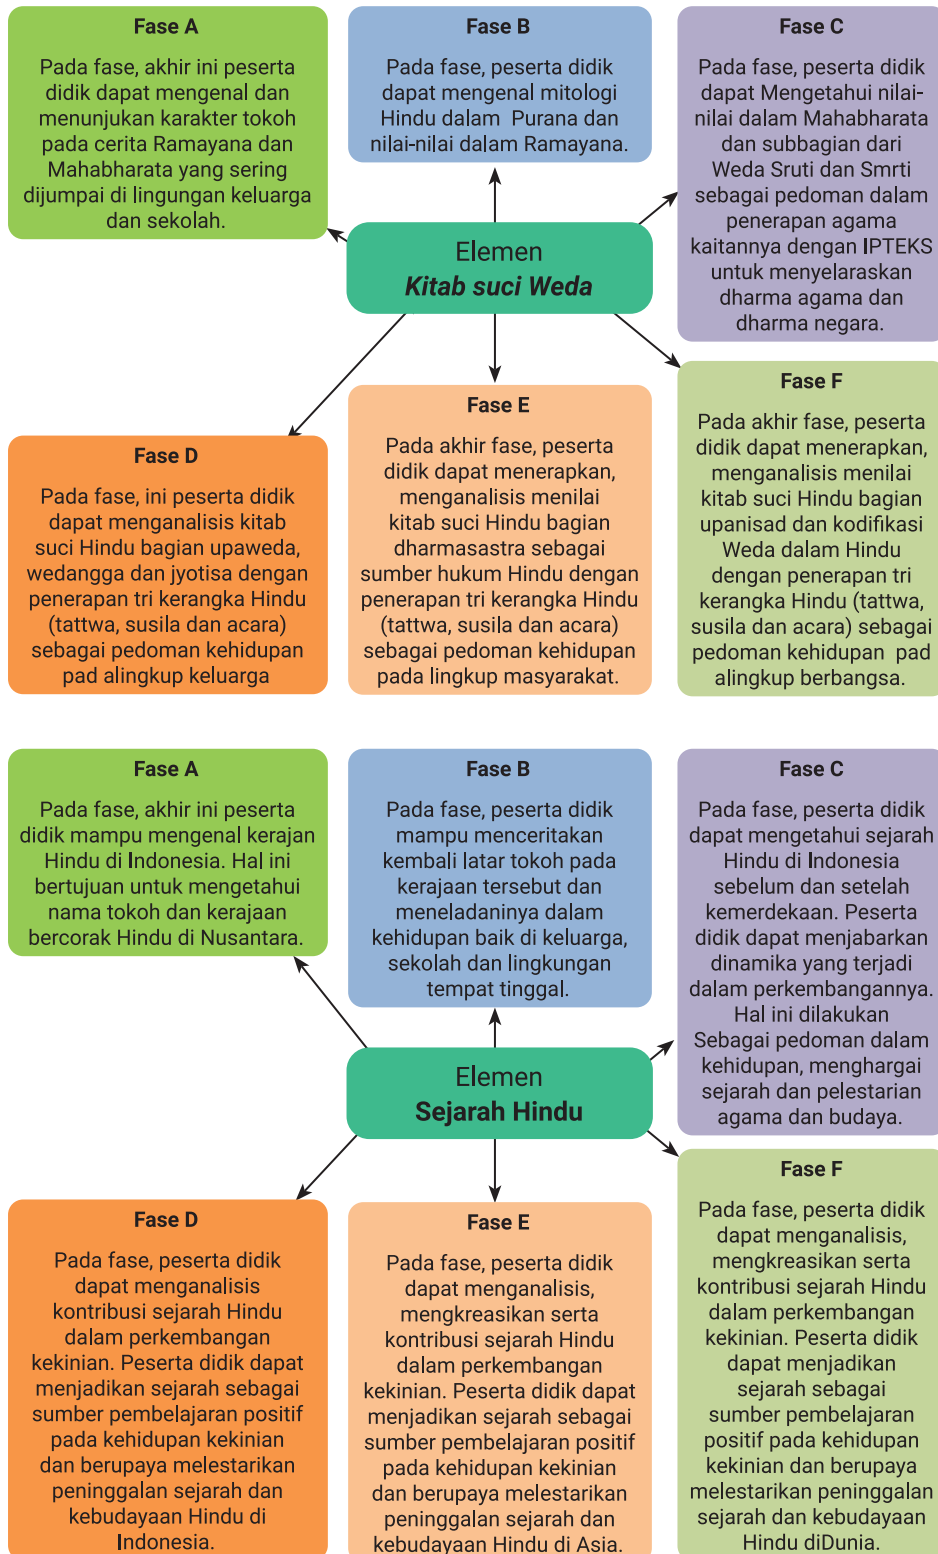 Fase A
Pada fase, akhir ini peserta
didik dapat mengenal dan
menunjukan karakter tokoh
pada cerita Ramayana dan
Mahabharata yang sering
dijumpai di lingungan keluarga
dan sekolah.
Fase B
Pada fase, peserta didik
dapat mengenal mitologi
Hindu dalam Purana dan
nilai-nilai dalam Ramayana.
Fase C
Pada fase, peserta didik
dapat Mengetahui nilai-
nilai dalam Mahabharata
dan subbagian dari
Weda Sruti dan Smrti
sebagai pedoman dalam
penerapan agama
kaitannya dengan IPTEKS
untuk menyelaraskan
dharma agama dan
dharma negara.
Elemen
Kitab suci Weda
Fase D
Pada fase, ini peserta didik
dapat menganalisis kitab
suci Hindu bagian upaweda,
wedangga dan jyotisa dengan
penerapan tri kerangka Hindu
(tattwa, susila dan acara)
sebagai pedoman kehidupan
pad alingkup keluarga
Fase E
Pada akhir fase, peserta
didik dapat menerapkan,
menganalisis menilai
kitab suci Hindu bagian
dharmasastra sebagai
sumber hukum Hindu dengan
penerapan tri kerangka Hindu
(tattwa, susila dan acara)
sebagai pedoman kehidupan
pada lingkup masyarakat.
Fase F
Pada akhir fase, peserta
didik dapat menerapkan,
menganalisis menilai
kitab suci Hindu bagian
upanisad dan kodifikasi
Weda dalam Hindu
dengan penerapan tri
kerangka Hindu (tattwa,
susila dan acara) sebagai
pedoman kehidupan pad
alingkup berbangsa.
Fase A
Pada fase, akhir ini peserta
didik mampu mengenal kerajan
Hindu di Indonesia. Hal ini
bertujuan untuk mengetahui
nama tokoh dan kerajaan
bercorak Hindu di Nusantara.
Fase B
Pada fase, peserta didik
mampu menceritakan
kembali latar tokoh pada
kerajaan tersebut dan
meneladaninya dalam
kehidupan baik di keluarga,
sekolah dan lingkungan
tempat tinggal.
Fase C
Pada fase, peserta didik
dapat mengetahui sejarah
Hindu di Indonesia
sebelum dan setelah
kemerdekaan. Peserta
didik dapat menjabarkan
dinamika yang terjadi
dalam perkembangannya.
Hal ini dilakukan
Sebagai pedoman dalam
kehidupan, menghargai
sejarah dan pelestarian
agama dan budaya.
Elemen
Sejarah Hindu
Fase D
Pada fase, peserta didik
dapat menganalisis
kontribusi sejarah Hindu
dalam perkembangan
kekinian. Peserta didik dapat
menjadikan sejarah sebagai
sumber pembelajaran positif
pada kehidupan kekinian
dan berupaya melestarikan
peninggalan sejarah dan
kebudayaan Hindu di
Indonesia.
Fase E
Pada fase, peserta didik
dapat menganalisis,
mengkreasikan serta
kontribusi sejarah Hindu
dalam perkembangan
kekinian. Peserta didik dapat
menjadikan sejarah sebagai
sumber pembelajaran positif
pada kehidupan kekinian
dan berupaya melestarikan
peninggalan sejarah dan
kebudayaan Hindu di Asia.
Fase F
Pada fase, peserta didik
dapat menganalisis,
mengkreasikan serta
kontribusi sejarah Hindu
dalam perkembangan
kekinian. Peserta didik
dapat menjadikan
sejarah sebagai
sumber pembelajaran
positif pada kehidupan
kekinian dan berupaya
melestarikan peninggalan
sejarah dan kebudayaan
Hindu diDunia.